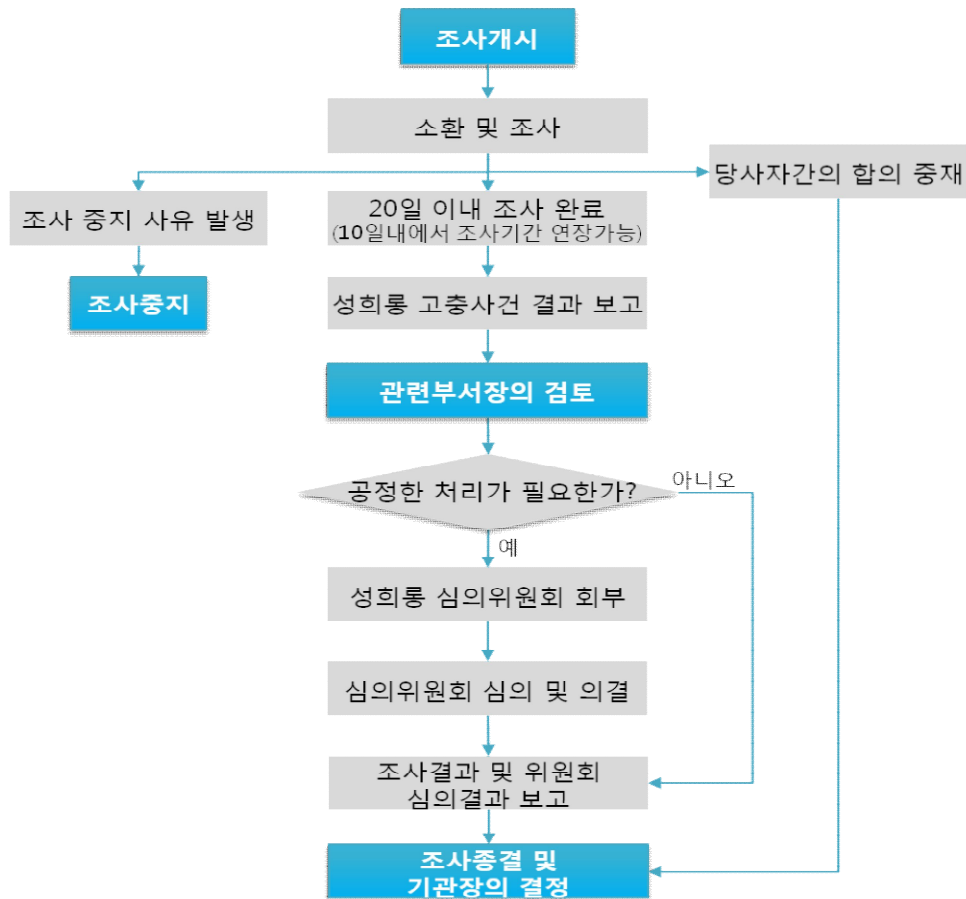 조사개시
소환 및 조사
당사자간의 합의 중재
조사 중지 사유 발생
20일 이내 조사 완료
(10일내에서 조사기간 연장가능)
조사중지
성희롱 고충사건 결과 보고
관련부서장의 검토
공정한 처리가 필요한가?
아니오
예
성희롱 심의위원회 회부
심의위원회 심의 및 의결
조사결과 및 위원회
심의결과 보고
조사종결 및
기관장의 결정